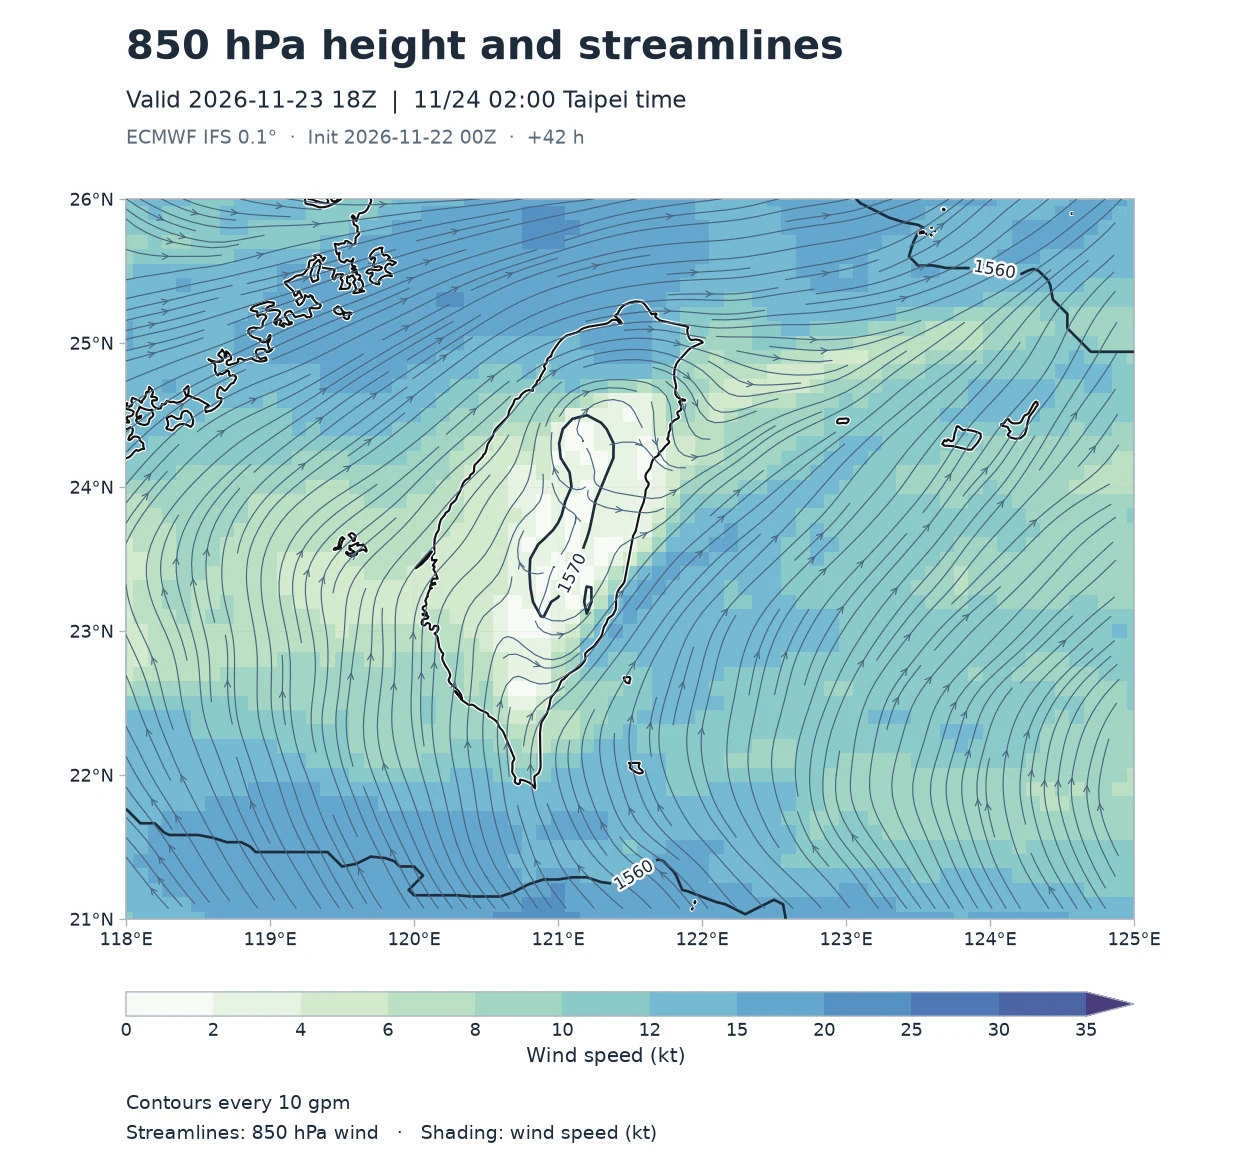 850 hPa height and streamlines
Valid 2026-11-23 18Z | 11/24 02:00 Taipei time
ECMWF IFS 0.1° · Init 2026-11-22 00Z · +42 h
26°N
1560
25°N
24°N
1570
23°N
22°N
1560
21°N
118°E 119°E 120°E 121°E 122°E 123°E 124°E 125°E
0 2 4 6 8 10 12 15 20 25 30 35
Wind speed (kt)
Contours every 10 gpm
Streamlines: 850 hPa wind · Shading: wind speed (kt)